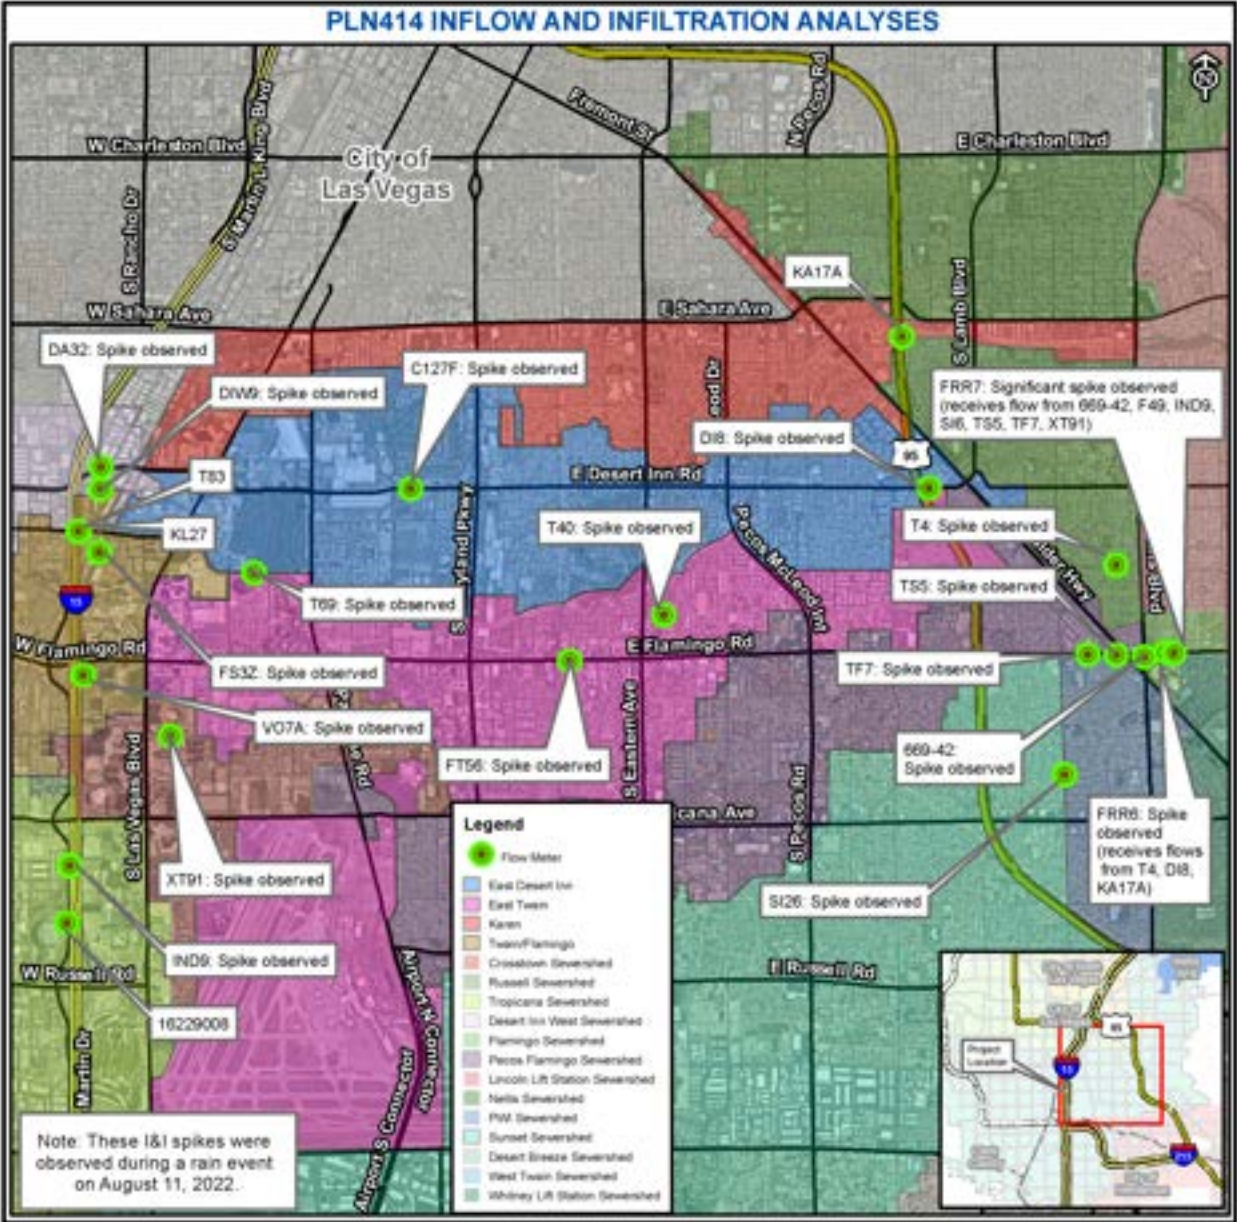 PLN414 INFLOW AND INFILTRATION ANALYSES
N Pecos Rd
Fremont St
W Charleston Blvd
E Charleston Blvd
City of
Las Vegas
S Martin L King Blvd
S Rancho Dr
KA17A
S Lamb Blvd
W Sahara Ave
E Sahara Ave
DA32: Spike observed
C127F: Spike observed
DIW9: Spike observed
FRR7: Significant spike observed
(receives flow from 669-42, F49, IND9,
SI6, TS5, TF7, XT91)
DI8: Spike observed
95
T83
E Desert Inn Rd
KL27
T40: Spike observed
T4: Spike observed
TS5: Spike observed
15
T69: Spike observed
W Flamingo Rd
E Flamingo Rd
FS3Z: Spike observed
TF7: Spike observed
VO7A: Spike observed
FT56: Spike observed
S Eastern Ave
669-42:
Spike observed
S Las Vegas Blvd
S Pecos Rd
cana Ave
FRR6: Spike
observed
(receives flows
from T4, DI8,
KA17A)
XT91: Spike observed
SI26: Spike observed
IND9: Spike observed
W Russell Rd
E Russell Rd
16229008
Martin Dr
Airport N Connector
Airport S Connector
Legend
Flow Meter
East Desert Inn
East Twain
Karen
Twain/Flamingo
Crosstown Sewershed
Russell Sewershed
Tropicana Sewershed
Desert Inn West Sewershed
Flamingo Sewershed
Pecos Flamingo Sewershed
Lincoln Lift Station Sewershed
Nellis Sewershed
PWI Sewershed
Sunset Sewershed
Desert Breeze Sewershed
West Twain Sewershed
Whitney Lift Station Sewershed
Note: These I&I spikes were
observed during a rain event
on August 11, 2022.
95
Project
Location
15
215